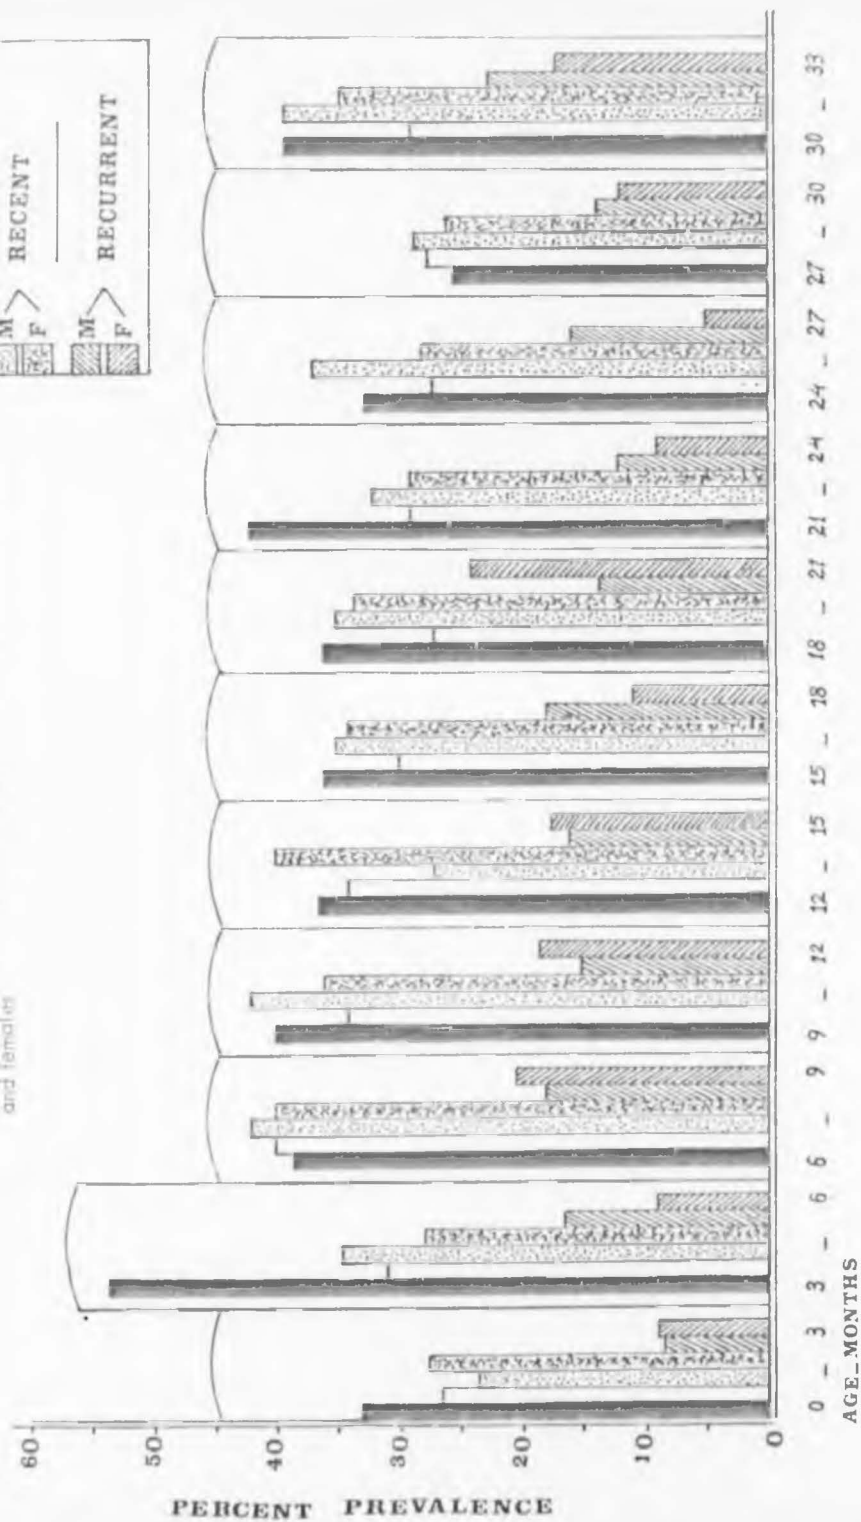 and females
M
RECENT
F
M
RECURRENT
F
PERCENT PREVALENCE
60
50
40
30
20
10
0
0 – 3
3 – 6
6 – 9
9 – 12
12 – 15
15 – 18
18 – 21
21 – 24
24 – 27
27 – 30
30 – 33
AGE_MONTHS